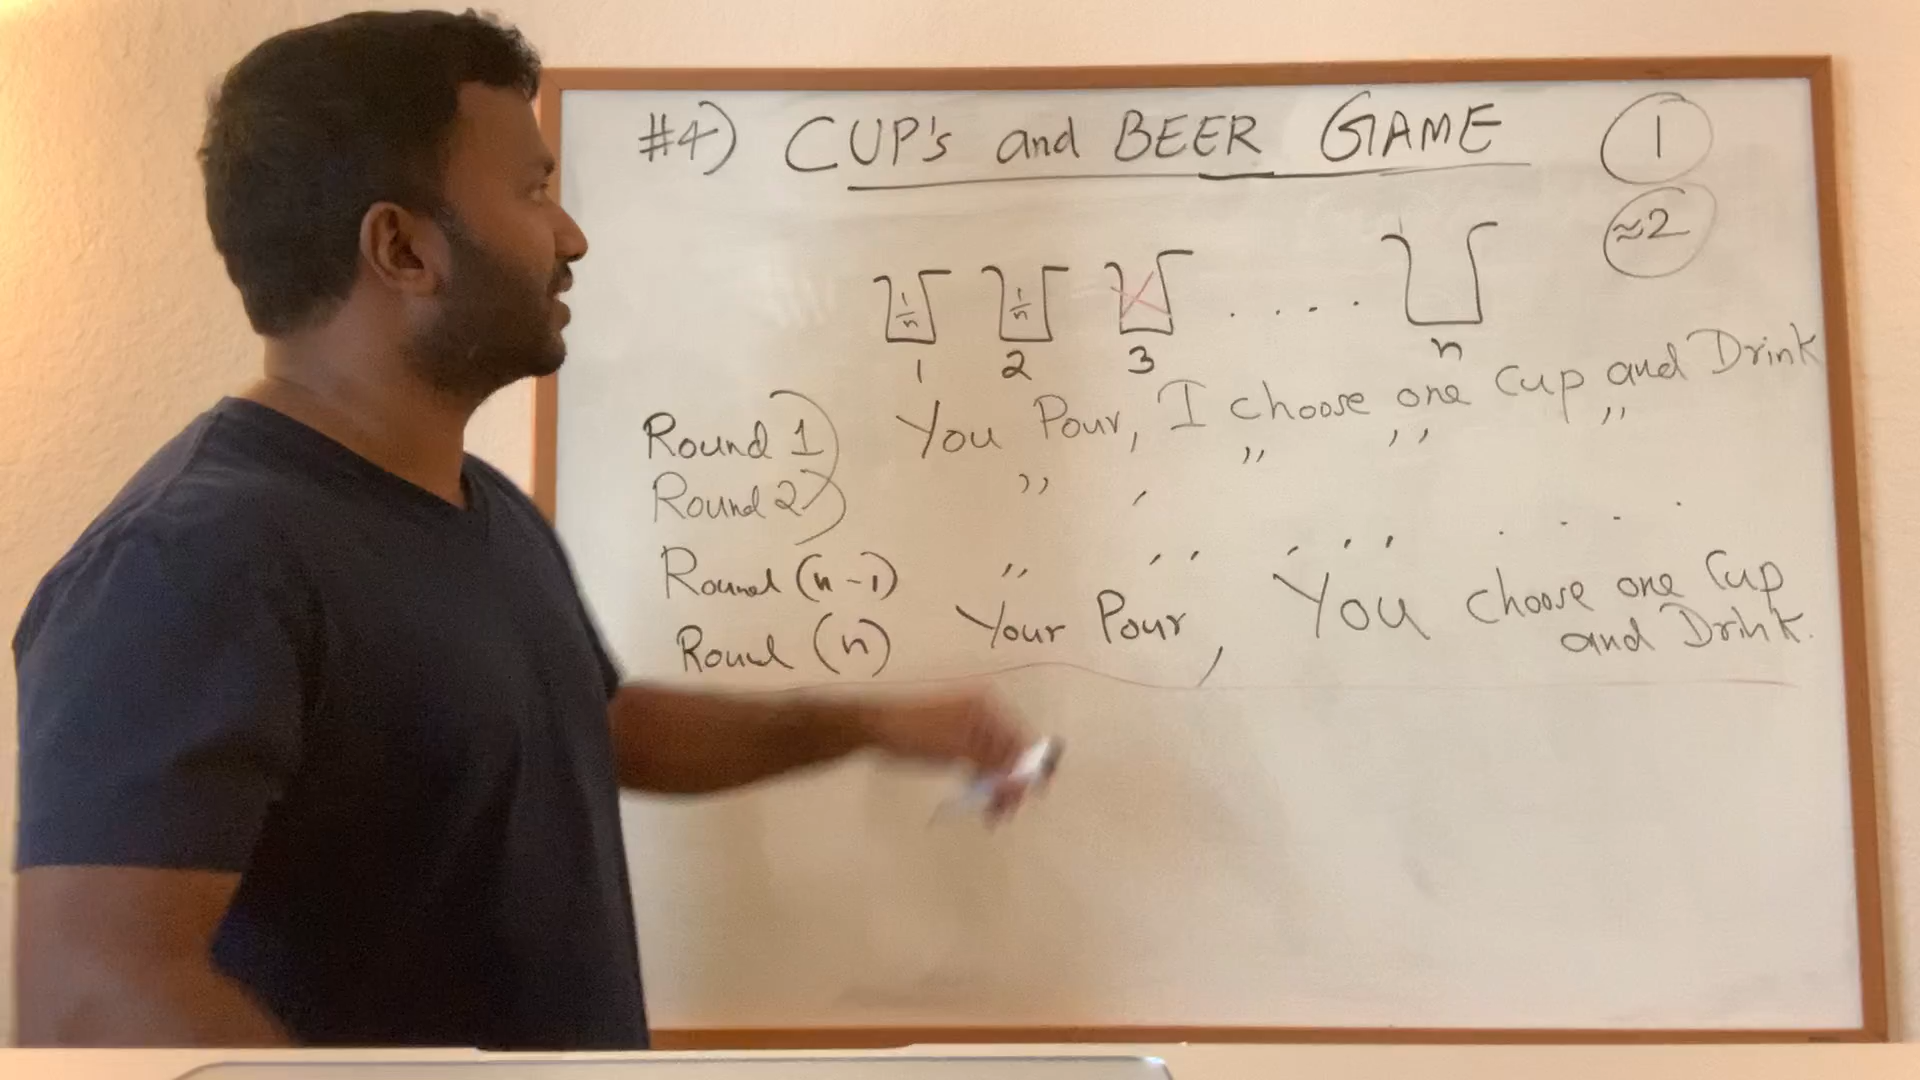 #4) CUP's and BEER GAME
1
≈2
1/n 1/n
1 2 3 . . . . n
Round 1 You Pour, I choose one Cup and Drink
Round 2 ,, ,, ,, ,, ,,
Round (n-1) ,,
Round (n) Your Pour, You choose one Cup
and Drink.